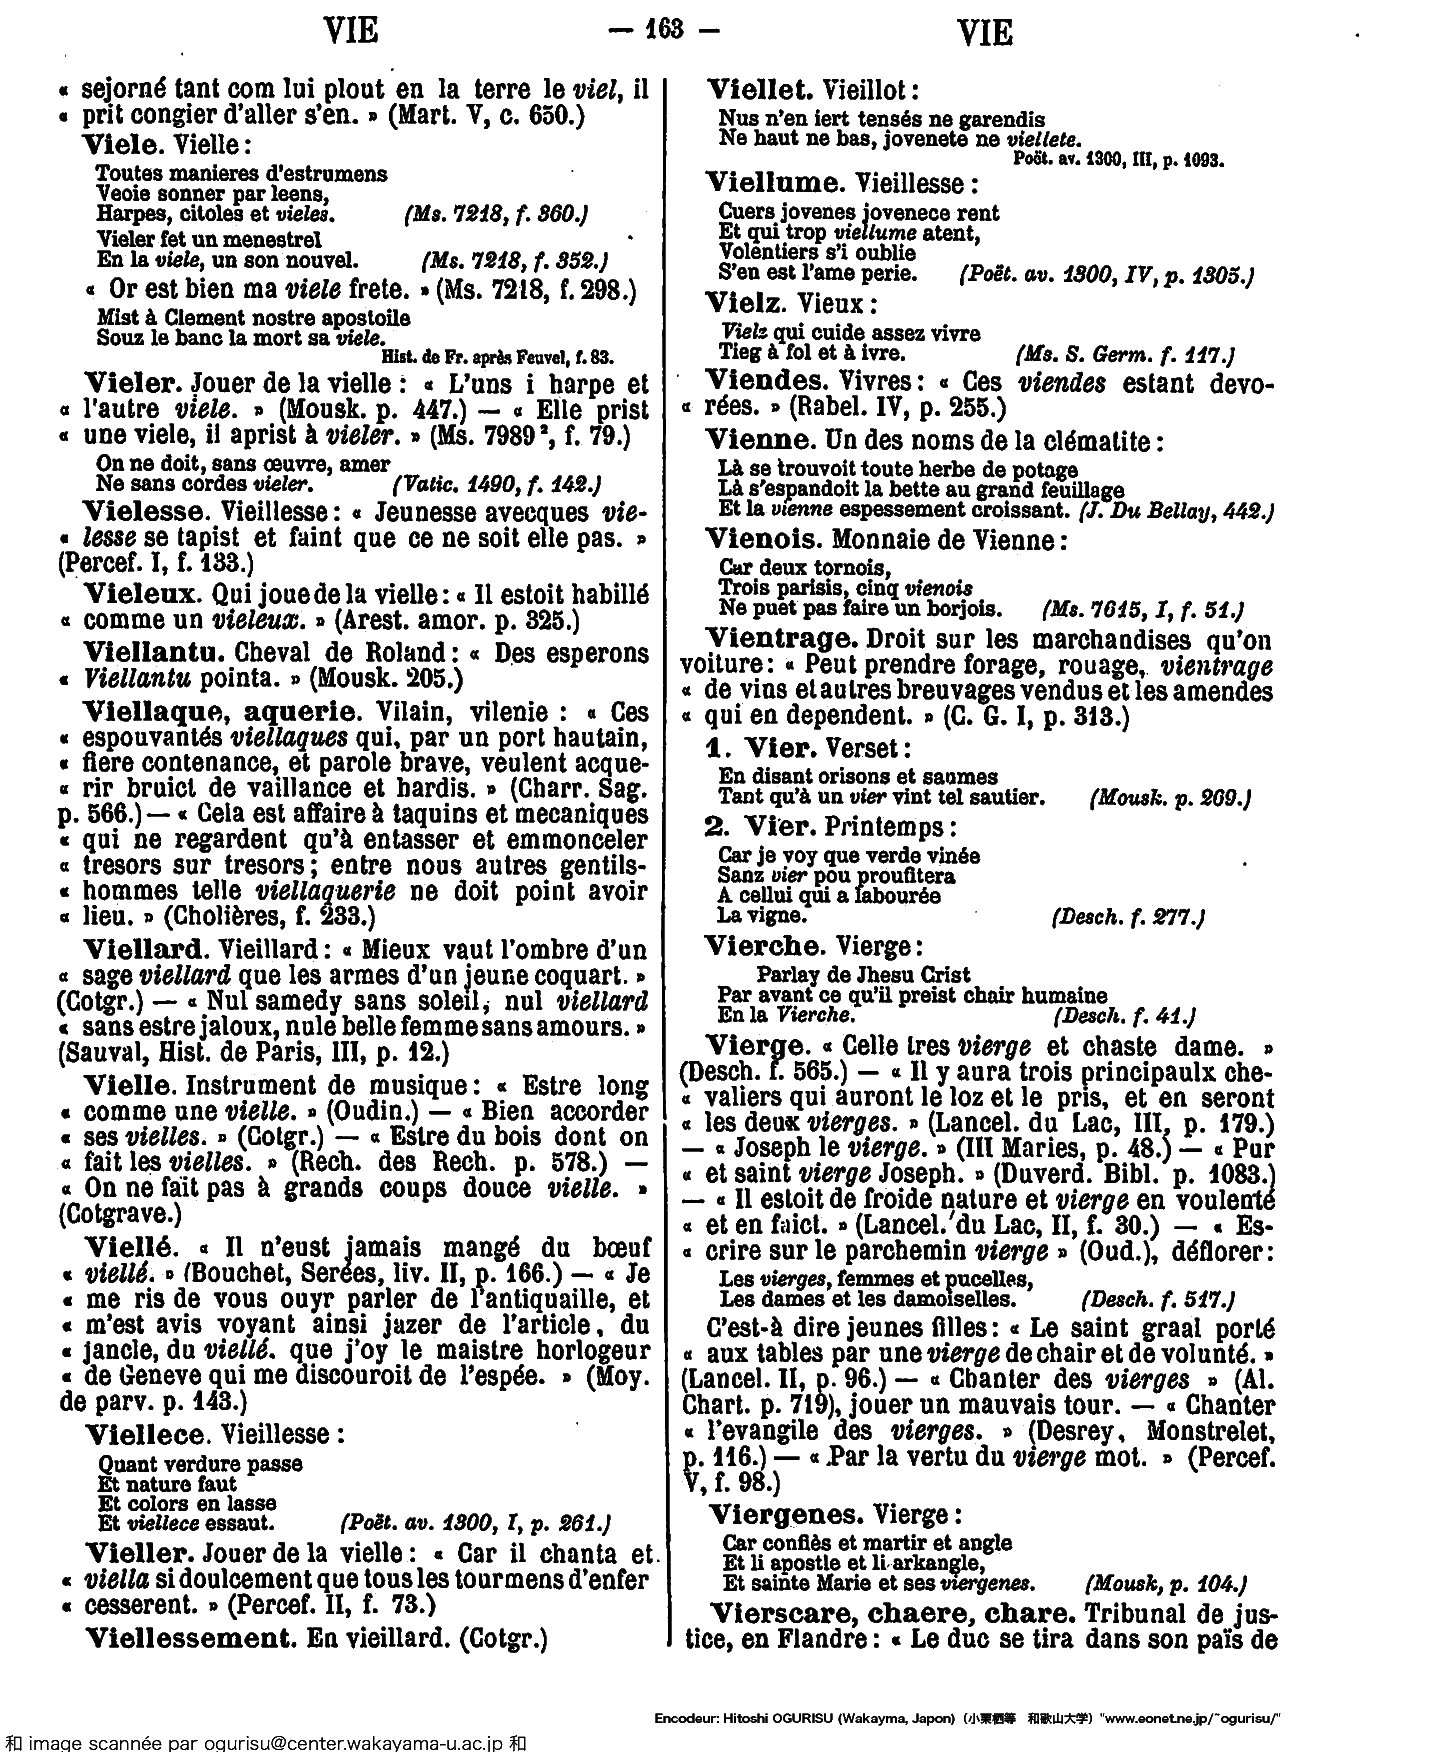 VIE — 163 — VIE
« sejorné tant com lui plout en la terre le viel, il
« prit congier d'aller s'en. » (Mart. V, c. 650.)
Viele. Vielle :
Toutes manieres d'estrumens
Veoie sonner par leens,
Harpes, citoles et vieles. (Ms. 7218, f. 360.)
Vieler fet un menestrel
En la viele, un son nouvel. (Ms. 7218, f. 352.)
« Or est bien ma viele frete. » (Ms. 7218, f. 298.)
Mist à Clement nostre apostoile
Souz le banc la mort sa viele.
Hist. de Fr. après Feuvel, f. 83.
Vieler. Jouer de la vielle : « L'uns i harpe et
« l'autre viele. » (Mousk. p. 447.) — « Elle prist
« une viele, il aprist à vieler. » (Ms. 7989², f. 79.)
On ne doit, sans œuvre, amer
Ne sans cordes vieler. (Vatic. 1490, f. 142.)
Vielesse. Vieillesse : « Jeunesse avecques vie-
« lesse se tapist et faint que ce ne soit elle pas. »
(Percef. I, f. 133.)
Vieleux. Qui joue de la vielle : « Il estoit habillé
« comme un vieleux. » (Arest. amor. p. 325.)
Viellantu. Cheval de Roland : « Des esperons
« Viellantu pointa. » (Mousk. 205.)
Viellaque, aquerie. Vilain, vilenie : « Ces
« espouvantés viellaques qui, par un port hautain,
« fiere contenance, et parole brave, veulent acque-
« rir bruict de vaillance et hardis. » (Charr. Sag.
p. 566.) — « Cela est affaire à taquins et mecaniques
« qui ne regardent qu'à entasser et emmonceler
« tresors sur tresors ; entre nous autres gentils-
« hommes telle viellaquerie ne doit point avoir
« lieu. » (Cholières, f. 233.)
Viellard. Vieillard : « Mieux vaut l'ombre d'un
« sage viellard que les armes d'un jeune coquart. »
(Cotgr.) — « Nul samedy sans soleil, nul viellard
« sans estre jaloux, nule belle femme sans amours. »
(Sauval, Hist. de Paris, III, p. 12.)
Vielle. Instrument de musique : « Estre long
« comme une vielle. » (Oudin.) — « Bien accorder
« ses vielles. » (Cotgr.) — « Estre du bois dont on
« fait les vielles. » (Rech. des Rech. p. 578.) —
« On ne fait pas à grands coups douce vielle. »
(Cotgrave.)
Viellé. « Il n'eust jamais mangé du bœuf
« viellé. » (Bouchet, Serées, liv. II, p. 166.) — « Je
« me ris de vous ouyr parler de l'antiquaille, et
« m'est avis voyant ainsi jazer de l'article, du
« jancle, du viellé. que j'oy le maistre horlogeur
« de Geneve qui me discouroit de l'espée. » (Moy.
de parv. p. 143.)
Viellece. Vieillesse :
Quant verdure passe
Et nature faut
Et colors en lasse
Et viellece essaut. (Poët. av. 1300, I, p. 261.)
Vieller. Jouer de la vielle : « Car il chanta et
« viella si doulcement que tous les tourmens d'enfer
« cesserent. » (Percef. II, f. 73.)
Viellessement. En vieillard. (Cotgr.)
Viellet. Vieillot :
Nus n'en iert tensés ne garendis
Ne haut ne bas, jovenete ne viellete.
Poët. av. 1300, III, p. 1093.
Viellume. Vieillesse :
Cuers jovenes jovenece rent
Et qui trop viellume atent,
Volentiers s'i oublie
S'en est l'ame perie. (Poët. av. 1300, IV, p. 1305.)
Vielz. Vieux :
Vielz qui cuide assez vivre
Tieg à fol et à ivre. (Ms. S. Germ. f. 117.)
Viendes. Vivres : « Ces viendes estant devo-
« rées. » (Rabel. IV, p. 255.)
Vienne. Un des noms de la clématite :
Là se trouvoit toute herbe de potage
Là s'espandoit la bette au grand feuillage
Et la vienne espessement croissant. (J. Du Bellay, 442.)
Vienois. Monnaie de Vienne :
Car deux tornois,
Trois parisis, cinq vienois
Ne puet pas faire un borjois. (Ms. 7615, I, f. 51.)
Vientrage. Droit sur les marchandises qu'on
voiture : « Peut prendre forage, rouage, vientrage
« de vins et autres breuvages vendus et les amendes
« qui en dependent. » (C. G. I, p. 313.)
1. Vier. Verset :
En disant orisons et saumes
Tant qu'à un vier vint tel sautier. (Mousk. p. 269.)
2. Vier. Printemps :
Car je voy que verde vinée
Sanz vier pou proufitera
A cellui qui a labourée
La vigne. (Desch. f. 277.)
Vierche. Vierge :
Parlay de Jhesu Crist
Par avant ce qu'il preist chair humaine
En la Vierche. (Desch. f. 41.)
Vierge. « Celle tres vierge et chaste dame. »
(Desch. f. 565.) — « Il y aura trois principaulx che-
« valiers qui auront le loz et le pris, et en seront
« les deux vierges. » (Lancel. du Lac, III, p. 179.)
— « Joseph le vierge. » (III Maries, p. 48.) — « Pur
« et saint vierge Joseph. » (Duverd. Bibl. p. 1083.)
— « Il estoit de froide nature et vierge en voulenté
« et en faict. » (Lancel. du Lac, II, f. 30.) — « Es-
« crire sur le parchemin vierge » (Oud.), déflorer :
Les vierges, femmes et pucelles,
Les dames et les damoiselles. (Desch. f. 517.)
C'est-à dire jeunes filles : « Le saint graal porté
« aux tables par une vierge de chair et de volunté. »
(Lancel. II, p. 96.) — « Chanter des vierges » (Al.
Chart. p. 719), jouer un mauvais tour. — « Chanter
« l'evangile des vierges. » (Desrey, Monstrelet,
p. 116.) — « Par la vertu du vierge mot. » (Percef.
V, f. 98.)
Viergenes. Vierge :
Car confiès et martir et angle
Et li apostle et li arkangle,
Et sainte Marie et ses viergenes. (Mousk, p. 104.)
Vierscare, chaere, chare. Tribunal de jus-
tice, en Flandre : « Le duc se tira dans son païs de
Encodeur: Hitoshi OGURISU (Wakayma, Japon) (小栗栖等 和歌山大学) "www.eonet.ne.jp/~ogurisu/"
和 image scannée par ogurisu@center.wakayama-u.ac.jp 和